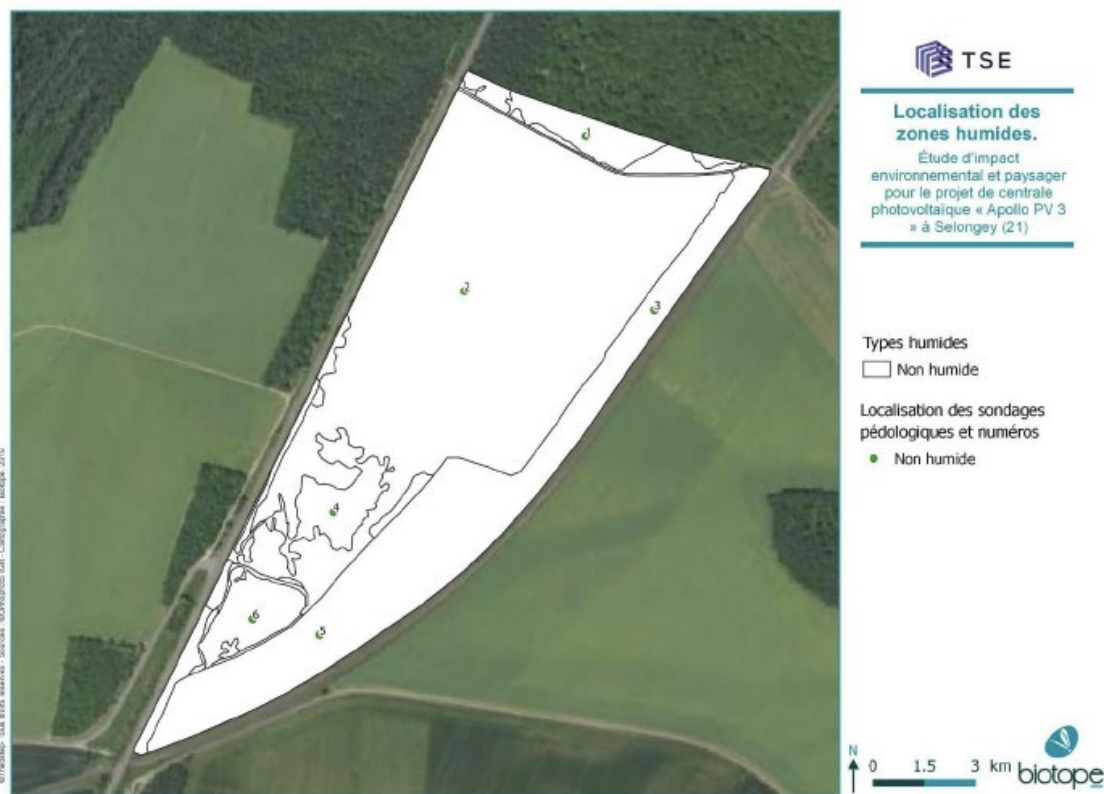 TSE
Localisation des
zones humides.
Étude d'impact
environnemental et paysager
pour le projet de centrale
photovoltaïque « Apollo PV 3
» à Selongey (21)
Types humides
Non humide
Localisation des sondages
pédologiques et numéros
Non humide
1
2
3
4
6
5
N
0 1.5 3 km
biotope